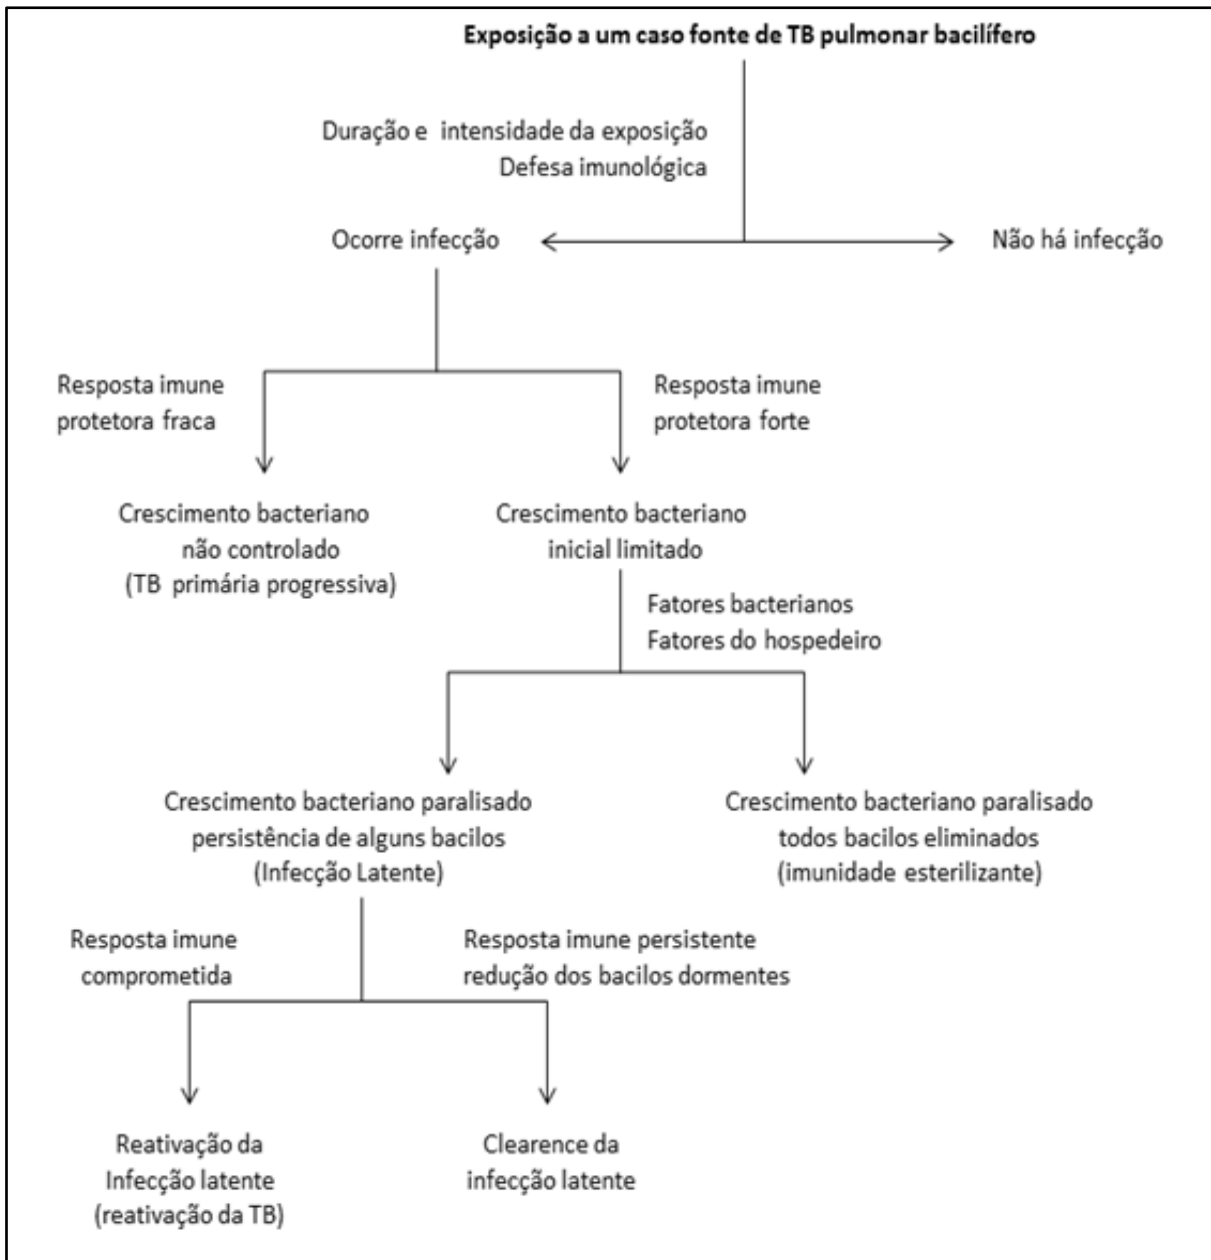 Exposição a um caso fonte de TB pulmonar bacilífero
Duração e intensidade da exposição
Defesa imunológica
Ocorre infecção
Não há infecção
Resposta imune
protetora fraca
Resposta imune
protetora forte
Crescimento bacteriano
não controlado
(TB primária progressiva)
Crescimento bacteriano
inicial limitado
Fatores bacterianos
Fatores do hospedeiro
Crescimento bacteriano paralisado
persistência de alguns bacilos
(Infecção Latente)
Crescimento bacteriano paralisado
todos bacilos eliminados
(imunidade esterilizante)
Resposta imune
comprometida
Resposta imune persistente
redução dos bacilos dormentes
Reativação da
Infecção latente
(reativação da TB)
Clearence da
infecção latente